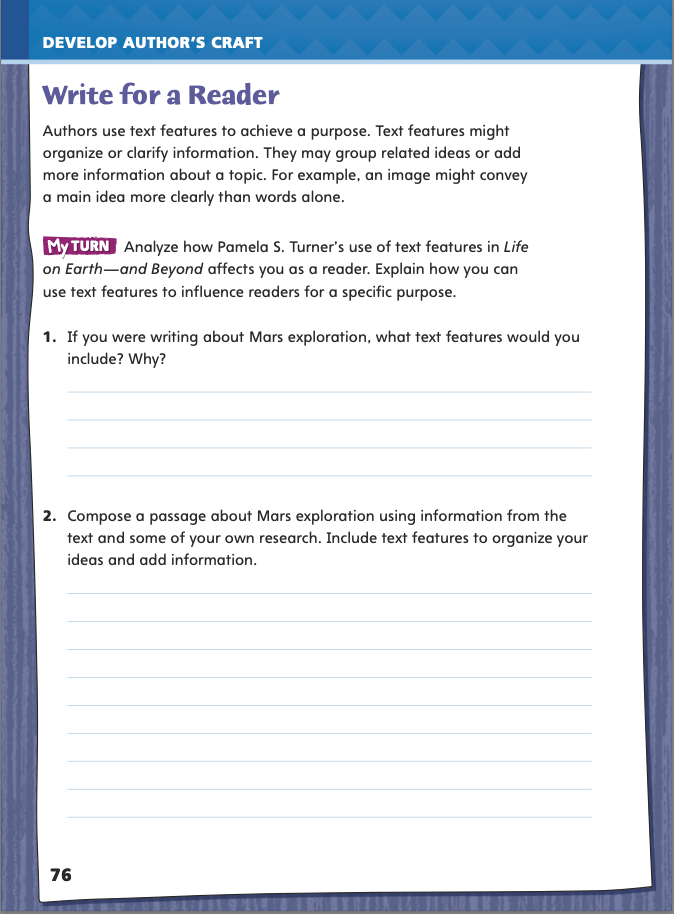 DEVELOP AUTHOR'S CRAFT
Write for a Reader
Authors use text features to achieve a purpose. Text features might
organize or clarify information. They may group related ideas or add
more information about a topic. For example, an image might convey
a main idea more clearly than words alone.
My TURN Analyze how Pamela S. Turner's use of text features in Life
on Earth—and Beyond affects you as a reader. Explain how you can
use text features to influence readers for a specific purpose.
1. If you were writing about Mars exploration, what text features would you
include? Why?
2. Compose a passage about Mars exploration using information from the
text and some of your own research. Include text features to organize your
ideas and add information.
76